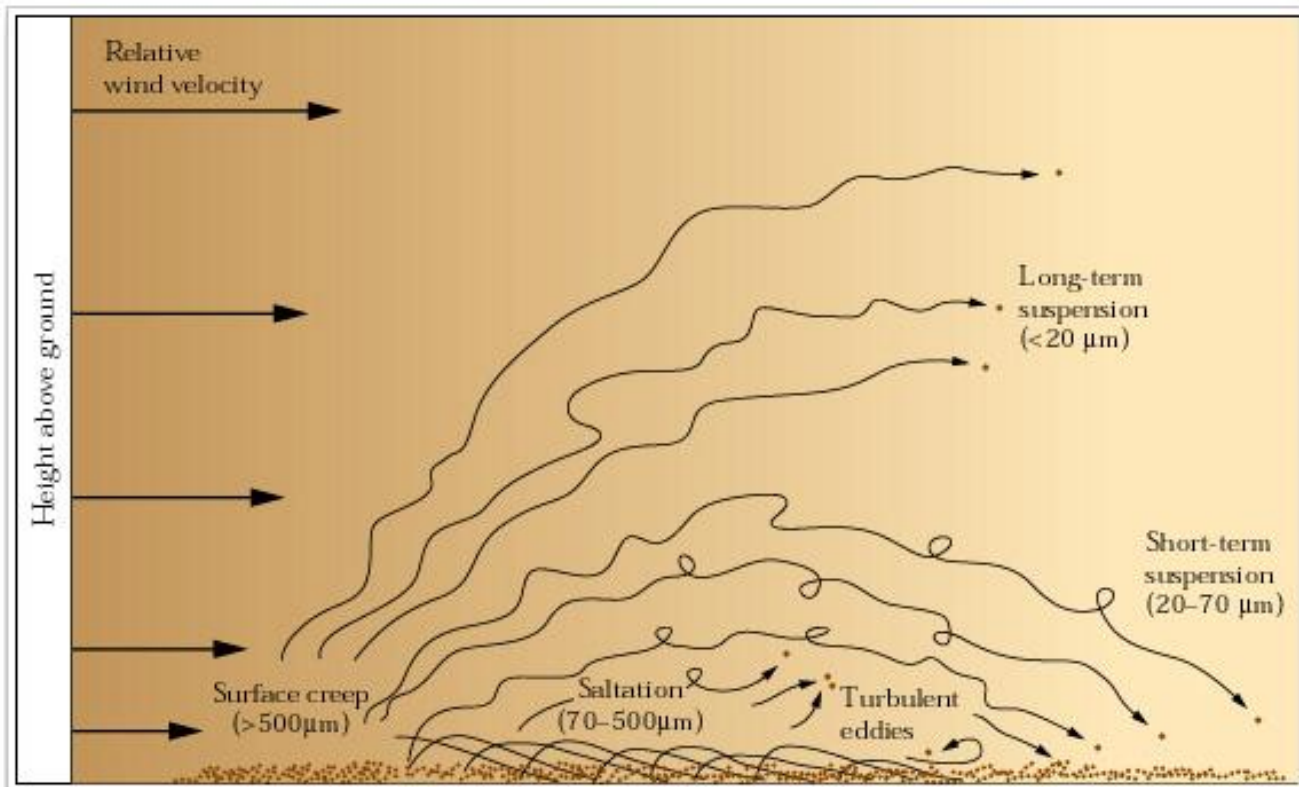 Relative
wind velocity
Height above ground
Long-term
suspension
(<20 µm)
Short-term
suspension
(20–70 µm)
Surface creep
(>500µm)
Saltation
(70–500µm)
Turbulent
eddies